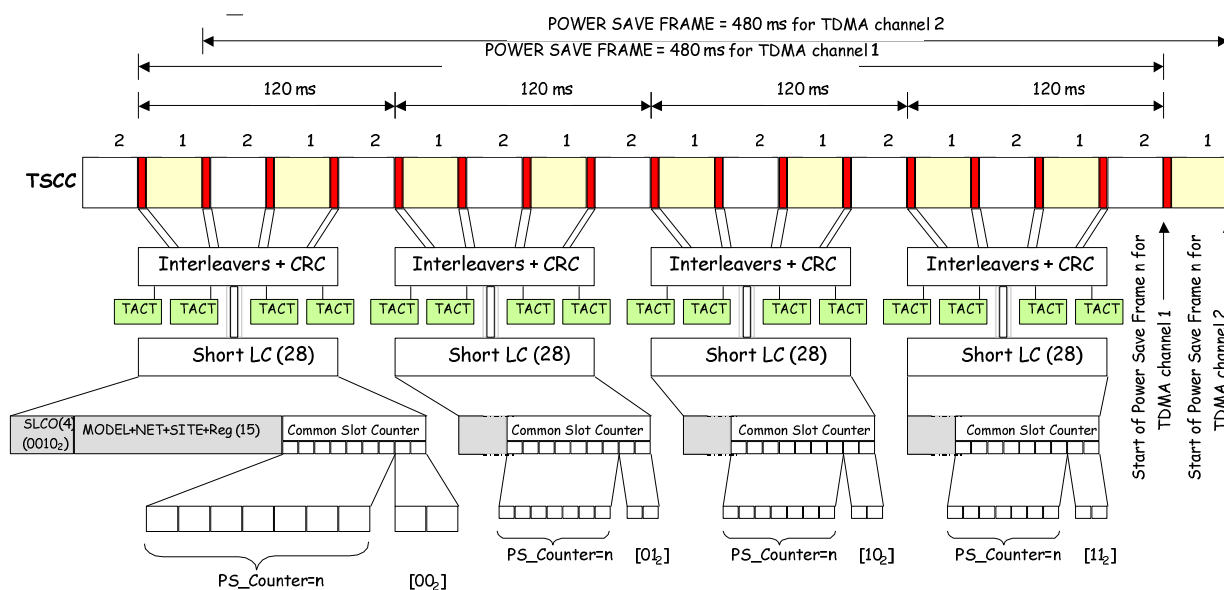 POWER SAVE FRAME = 480 ms for TDMA channel 2
POWER SAVE FRAME = 480 ms for TDMA channel 1
120 ms 120 ms 120 ms 120 ms
2 1 2 1 2 1 2 1 2 1 2 1 2 1 2 1 2 1
TSCC
Interleavers + CRC Interleavers + CRC Interleavers + CRC Interleavers + CRC
TACT TACT TACT TACT TACT TACT TACT TACT TACT TACT TACT TACT TACT TACT TACT TACT
Short LC (28) Short LC (28) Short LC (28) Short LC (28)
SLCO(4)
(0010₂)
MODEL+NET+SITE+Reg (15)
Common Slot Counter Common Slot Counter Common Slot Counter Common Slot Counter
PS_Counter=n [00₂]
PS_Counter=n [01₂]
PS_Counter=n [10₂]
PS_Counter=n [11₂]
Start of Power Save Frame n for
TDMA channel 1
Start of Power Save Frame n for
TDMA channel 2